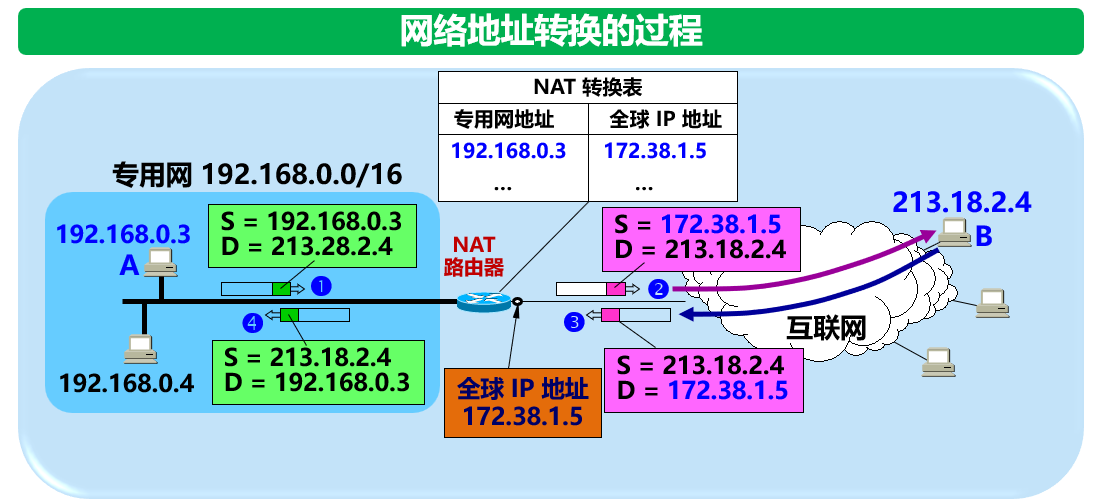 网络地址转换的过程
NAT 转换表
专用网地址 全球 IP 地址
192.168.0.3 172.38.1.5
... ...
专用网 192.168.0.0/16
192.168.0.3
A
S = 192.168.0.3
D = 213.28.2.4
NAT
路由器
S = 172.38.1.5
D = 213.18.2.4
213.18.2.4
B
❶
❷
❹
❸
互联网
192.168.0.4
S = 213.18.2.4
D = 192.168.0.3
全球 IP 地址
172.38.1.5
S = 213.18.2.4
D = 172.38.1.5